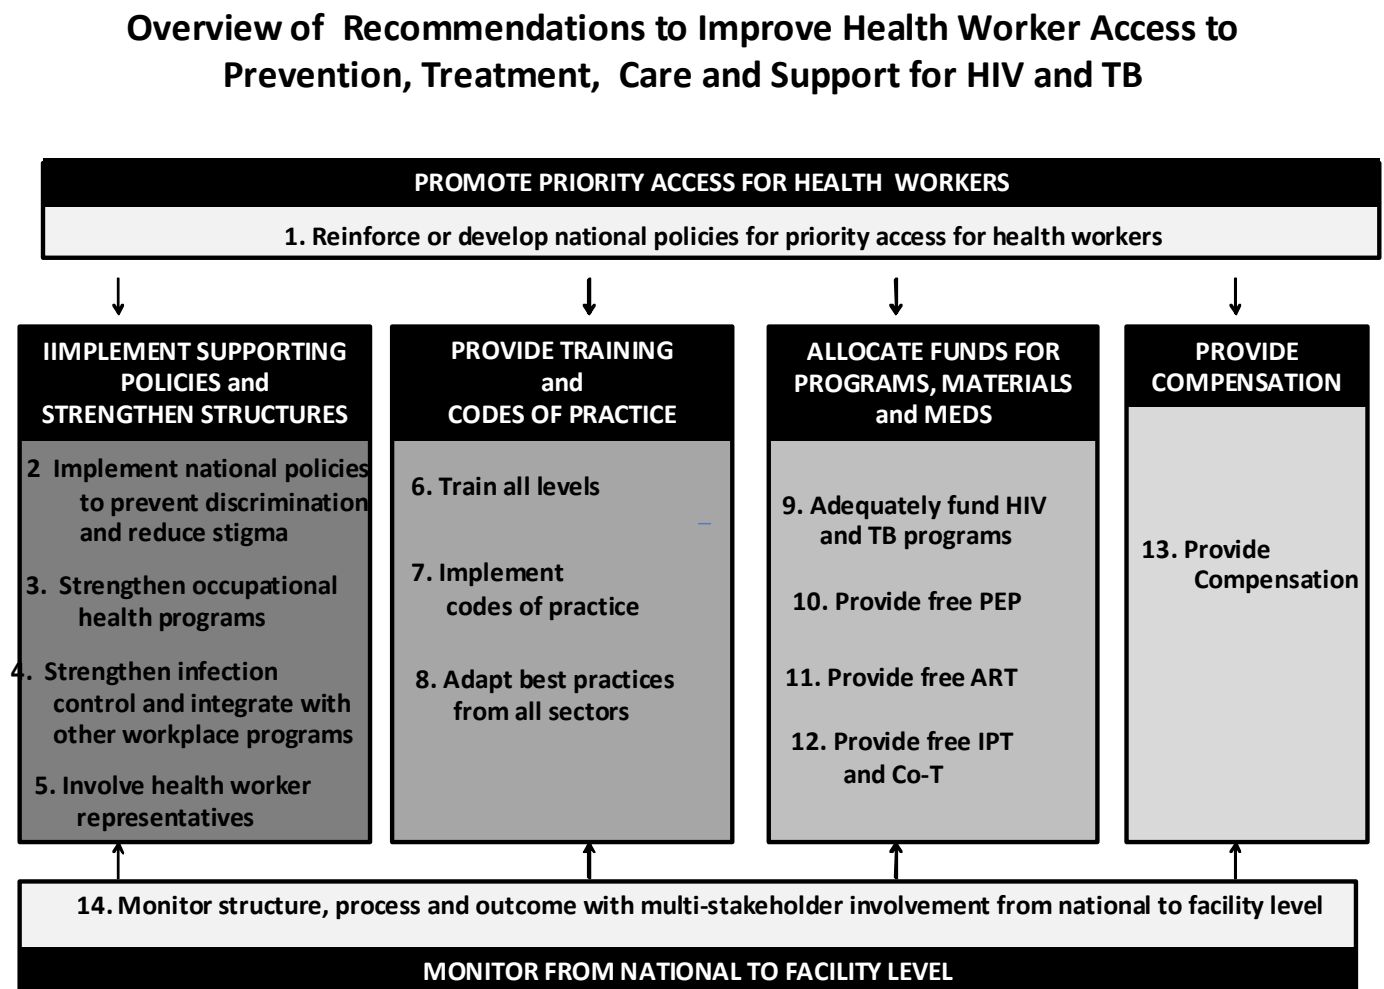 Overview of Recommendations to Improve Health Worker Access to
Prevention, Treatment, Care and Support for HIV and TB
PROMOTE PRIORITY ACCESS FOR HEALTH WORKERS
1. Reinforce or develop national policies for priority access for health workers
IIMPLEMENT SUPPORTING
POLICIES and
STRENGTHEN STRUCTURES
2 Implement national policies
to prevent discrimination
and reduce stigma
3. Strengthen occupational
health programs
4. Strengthen infection
control and integrate with
other workplace programs
5. Involve health worker
representatives
PROVIDE TRAINING
and
CODES OF PRACTICE
6. Train all levels
7. Implement
codes of practice
8. Adapt best practices
from all sectors
ALLOCATE FUNDS FOR
PROGRAMS, MATERIALS
and MEDS
9. Adequately fund HIV
and TB programs
10. Provide free PEP
11. Provide free ART
12. Provide free IPT
and Co-T
PROVIDE
COMPENSATION
13. Provide
Compensation
14. Monitor structure, process and outcome with multi-stakeholder involvement from national to facility level
MONITOR FROM NATIONAL TO FACILITY LEVEL